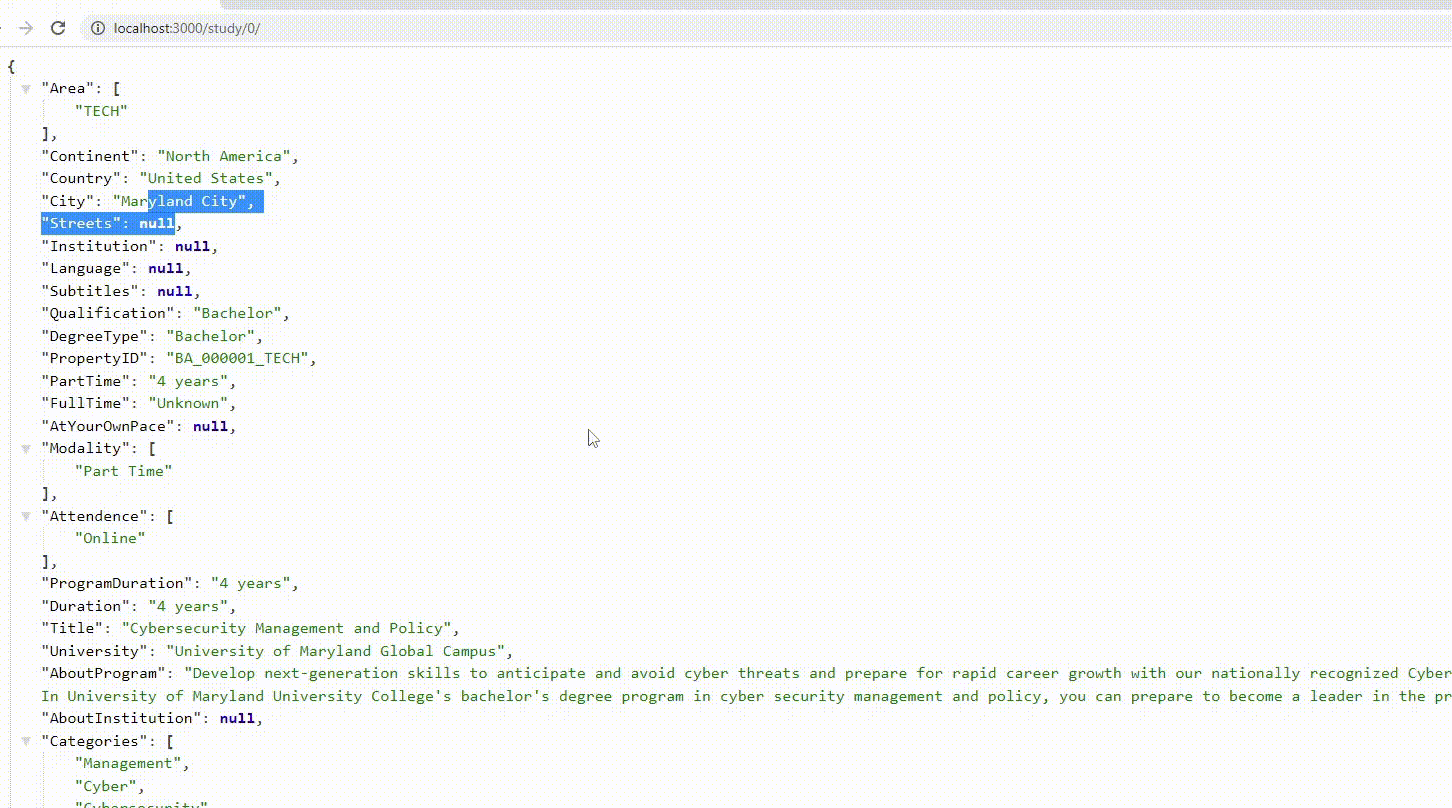 localhost:3000/study/0/
{
"Area": [
"TECH"
],
"Continent": "North America",
"Country": "United States",
"City": "Maryland City",
"Streets": null,
"Institution": null,
"Language": null,
"Subtitles": null,
"Qualification": "Bachelor",
"DegreeType": "Bachelor",
"PropertyID": "BA_000001_TECH",
"PartTime": "4 years",
"FullTime": "Unknown",
"AtYourOwnPace": null,
"Modality": [
"Part Time"
],
"Attendence": [
"Online"
],
"ProgramDuration": "4 years",
"Duration": "4 years",
"Title": "Cybersecurity Management and Policy",
"University": "University of Maryland Global Campus",
"AboutProgram": "Develop next-generation skills to anticipate and avoid cyber threats and prepare for rapid career growth with our nationally recognized Cyber
In University of Maryland University College's bachelor's degree program in cyber security management and policy, you can prepare to become a leader in the pr
"AboutInstitution": null,
"Categories": [
"Management",
"Cyber",
"Cybersecurity"